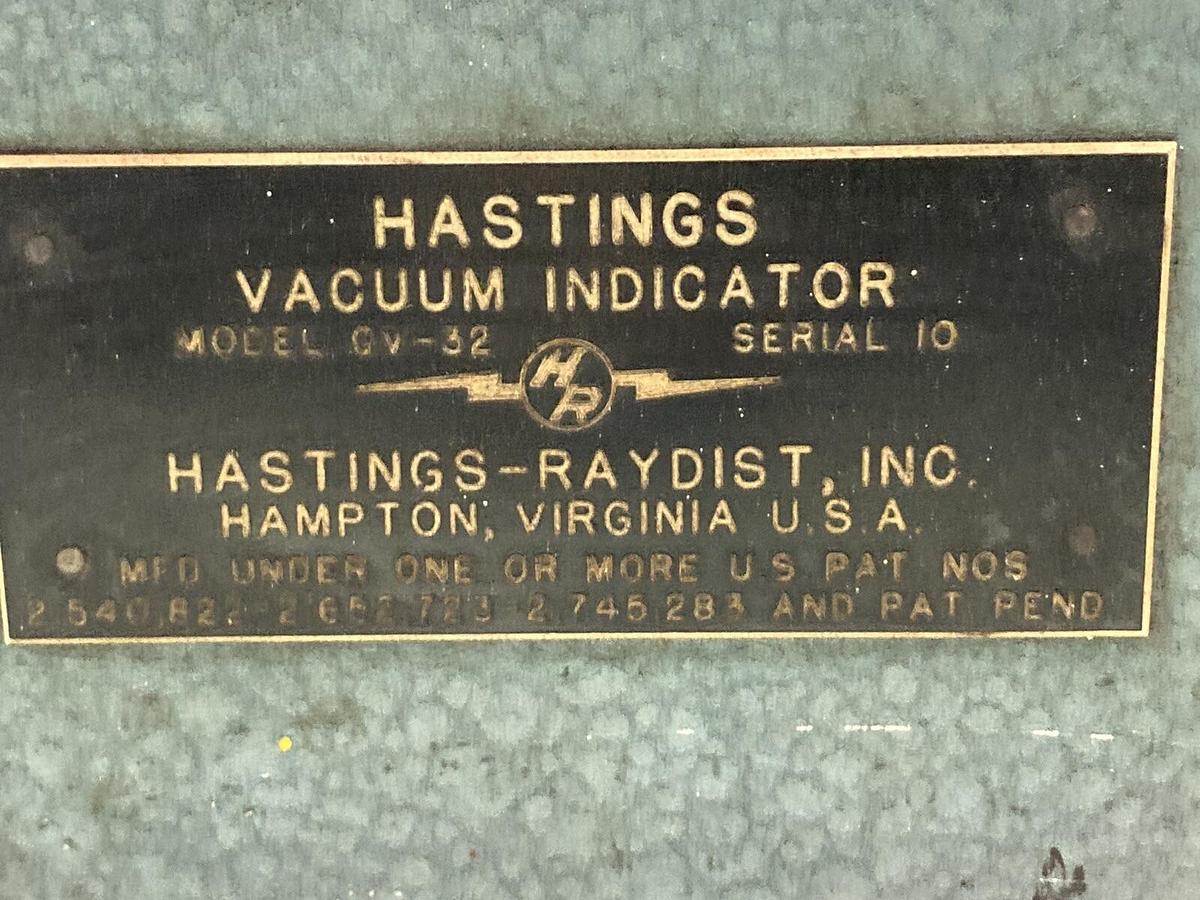 HASTINGS
VACUUM INDICATOR
MODEL GV-32 SERIAL 10
HR
HASTINGS-RAYDIST, INC.
HAMPTON, VIRGINIA U.S.A.
MFD UNDER ONE OR MORE U S PAT NOS
2 540,822 2 652 723 2 745 283 AND PAT PEND